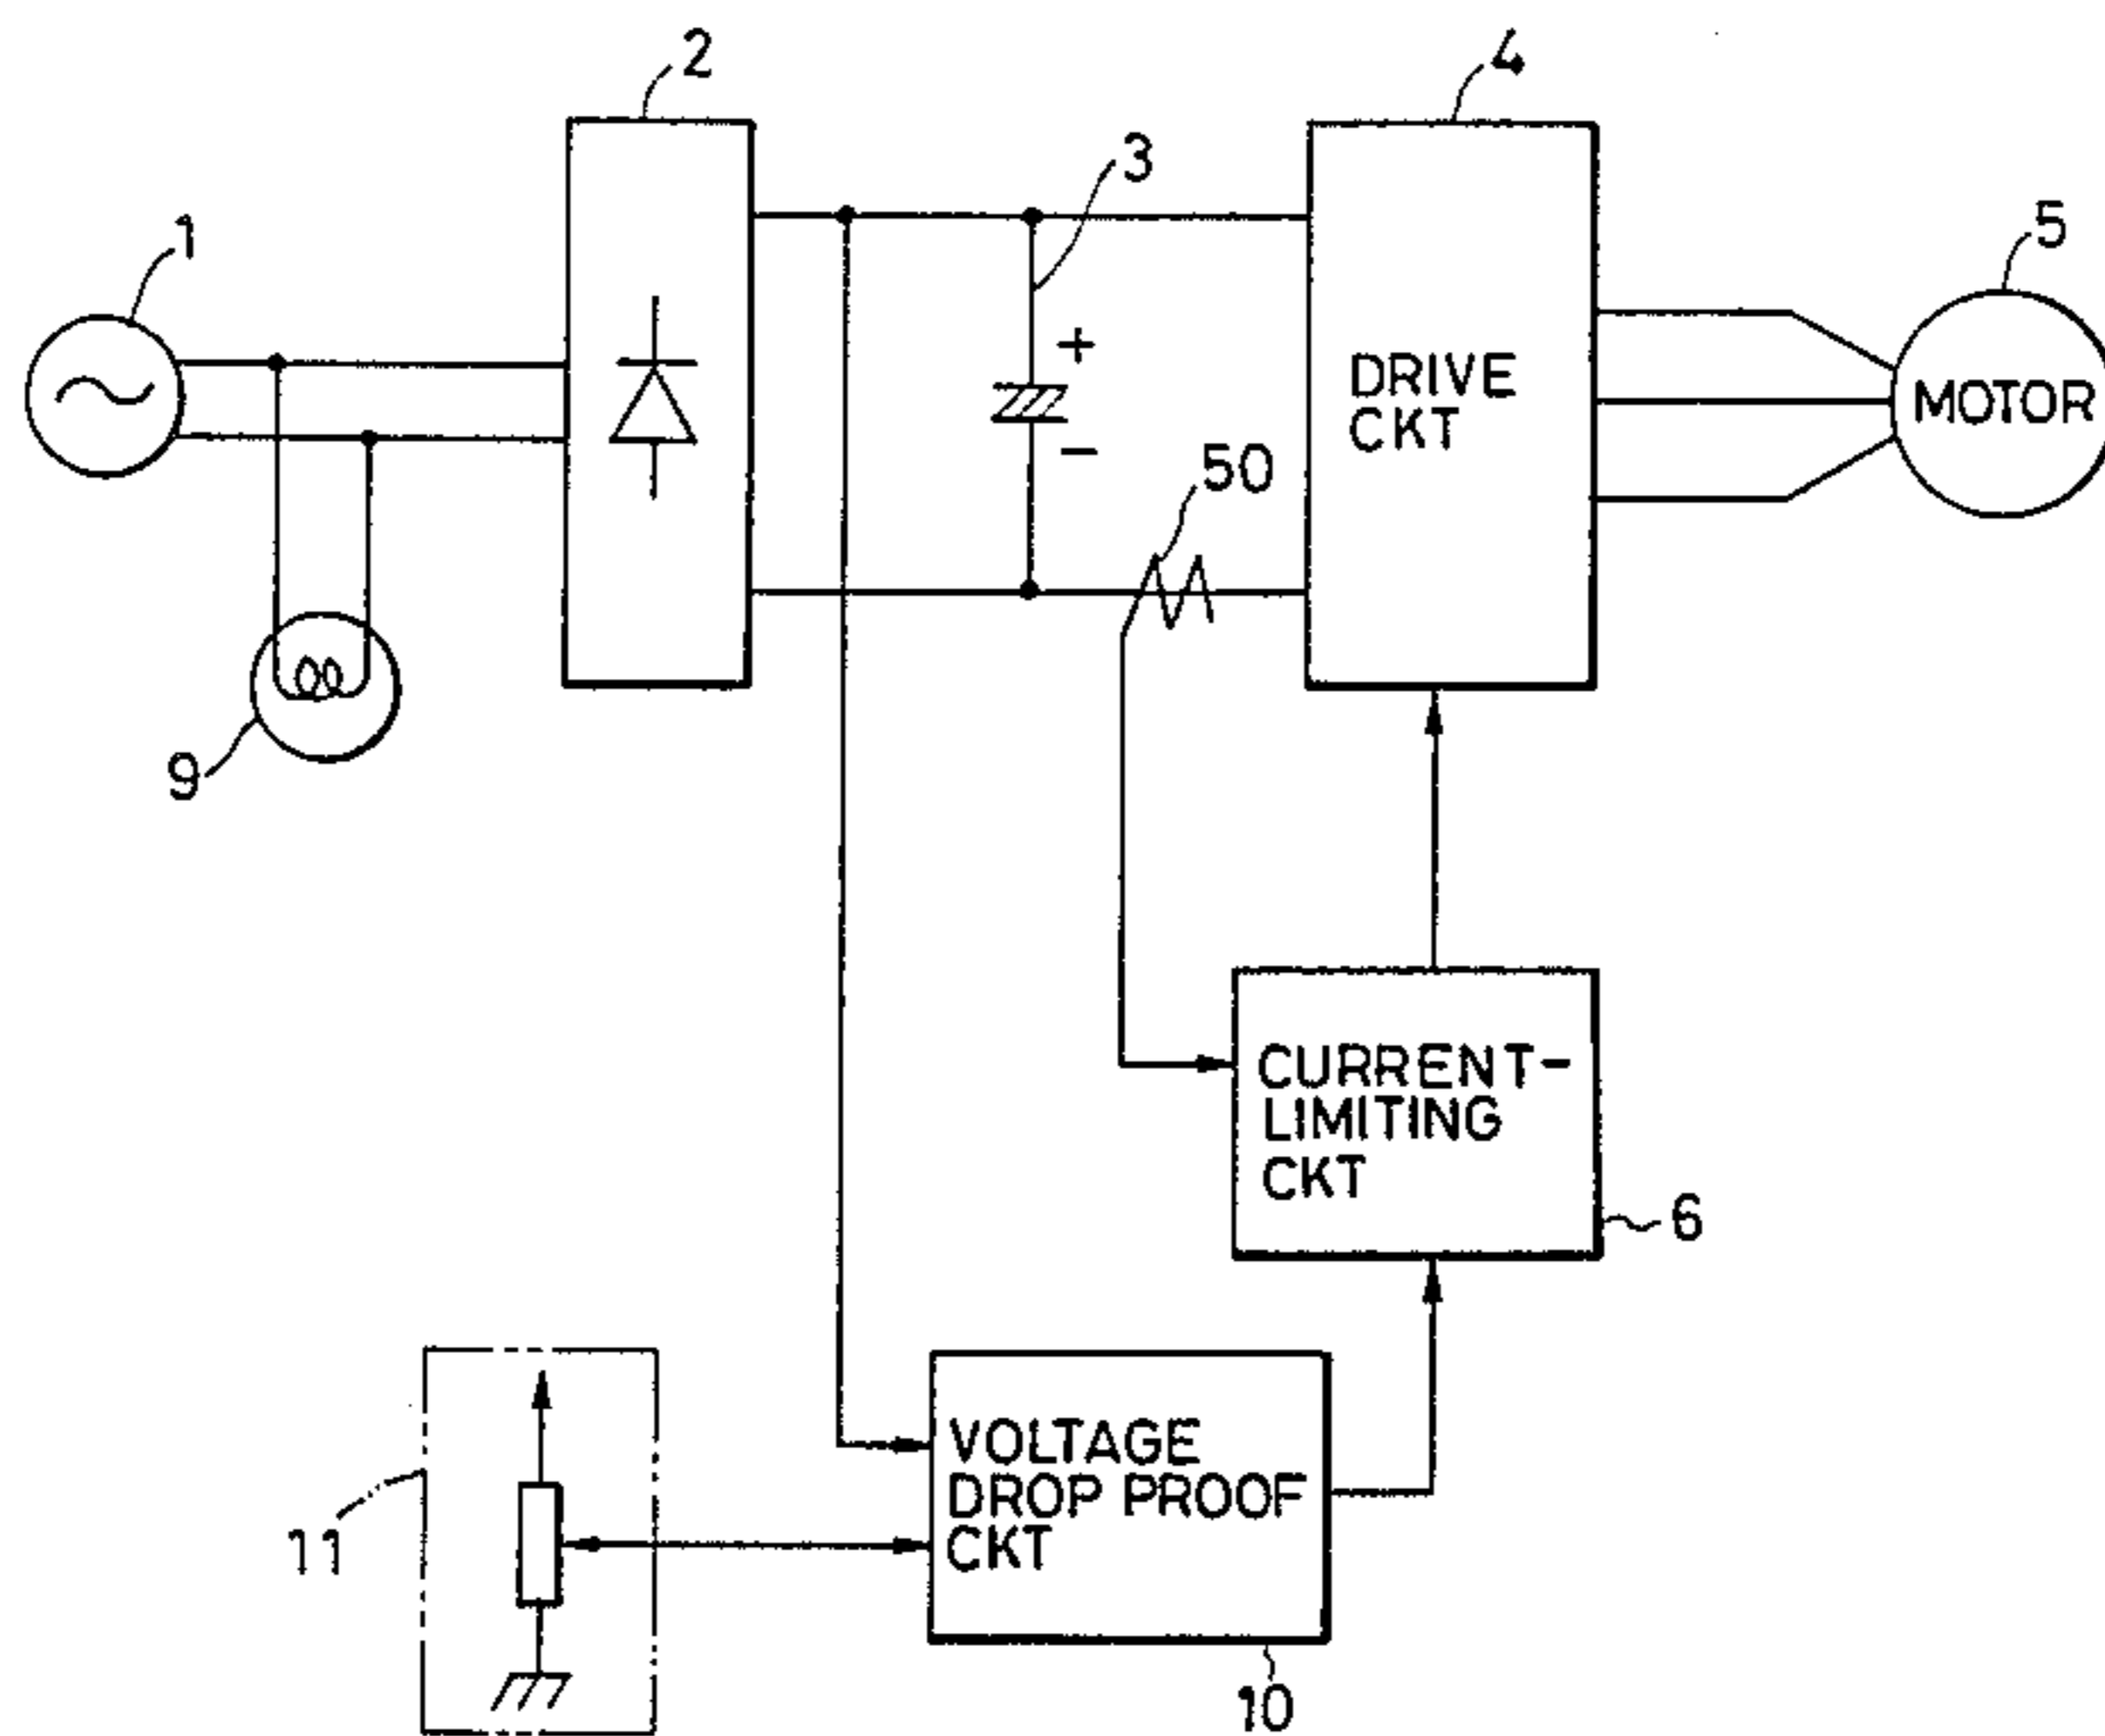 2
4
3
1
5
+
DRIVE
CKT
MOTOR
-
50
9
CURRENT-
LIMITING
CKT
6
VOLTAGE
DROP PROOF
CKT
11
10